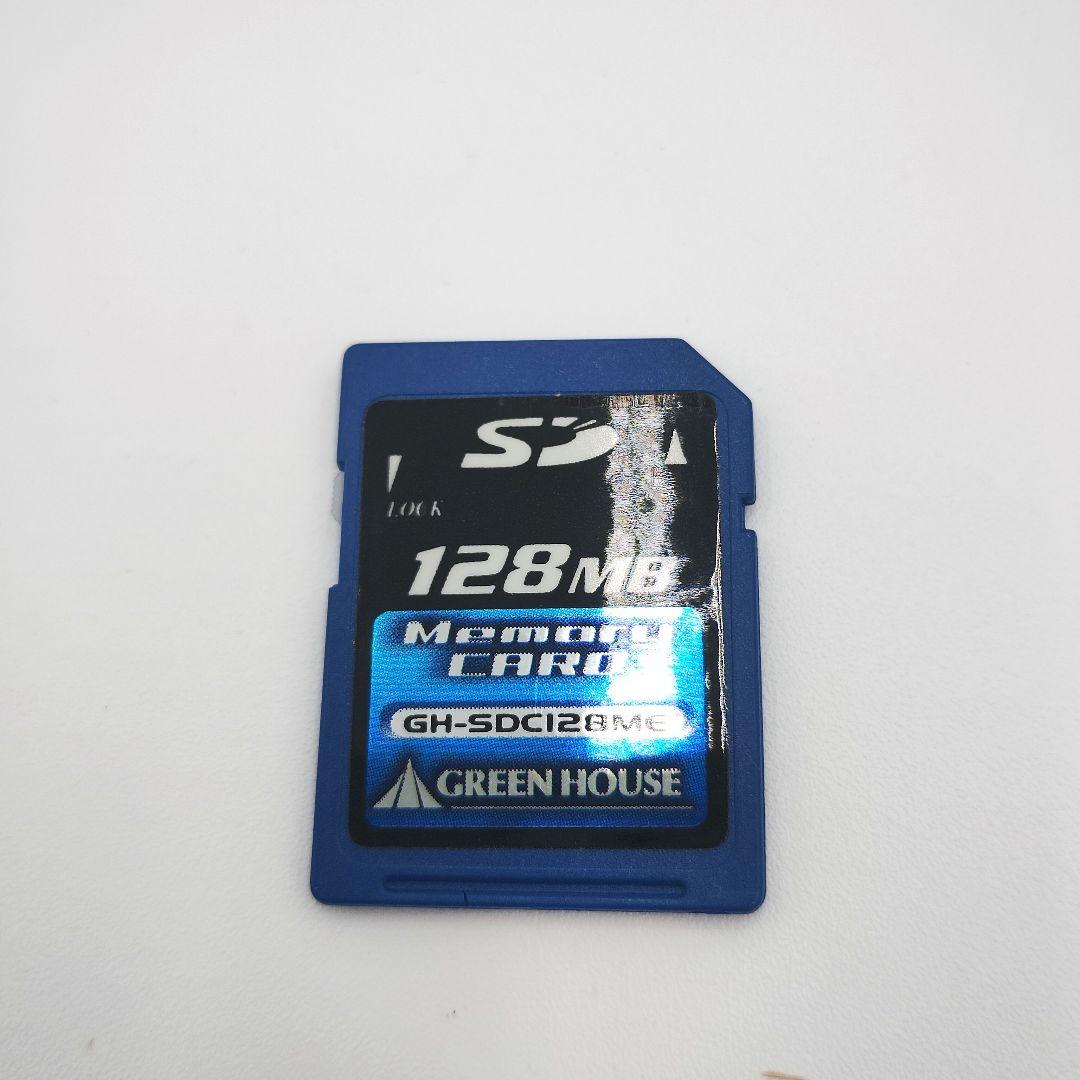 SD
LOCK
128MB
Memory
CARD
GH-SDC128ME
GREEN HOUSE